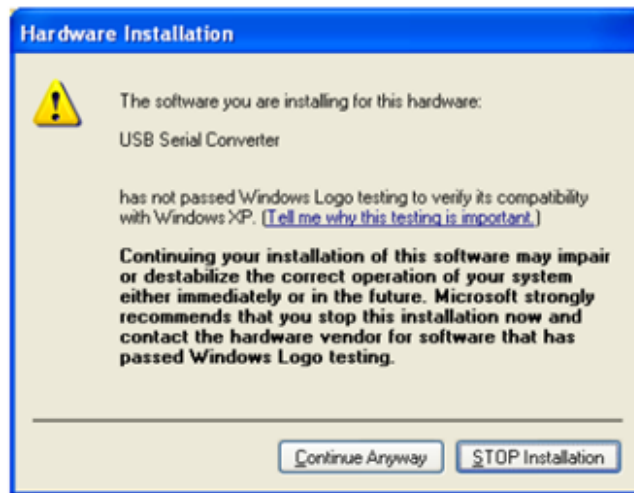 Hardware Installation
The software you are installing for this hardware:
USB Serial Converter
has not passed Windows Logo testing to verify its compatibility
with Windows XP. (Tell me why this testing is important.)
Continuing your installation of this software may impair
or destabilize the correct operation of your system
either immediately or in the future. Microsoft strongly
recommends that you stop this installation now and
contact the hardware vendor for software that has
passed Windows Logo testing.
Continue Anyway
STOP Installation